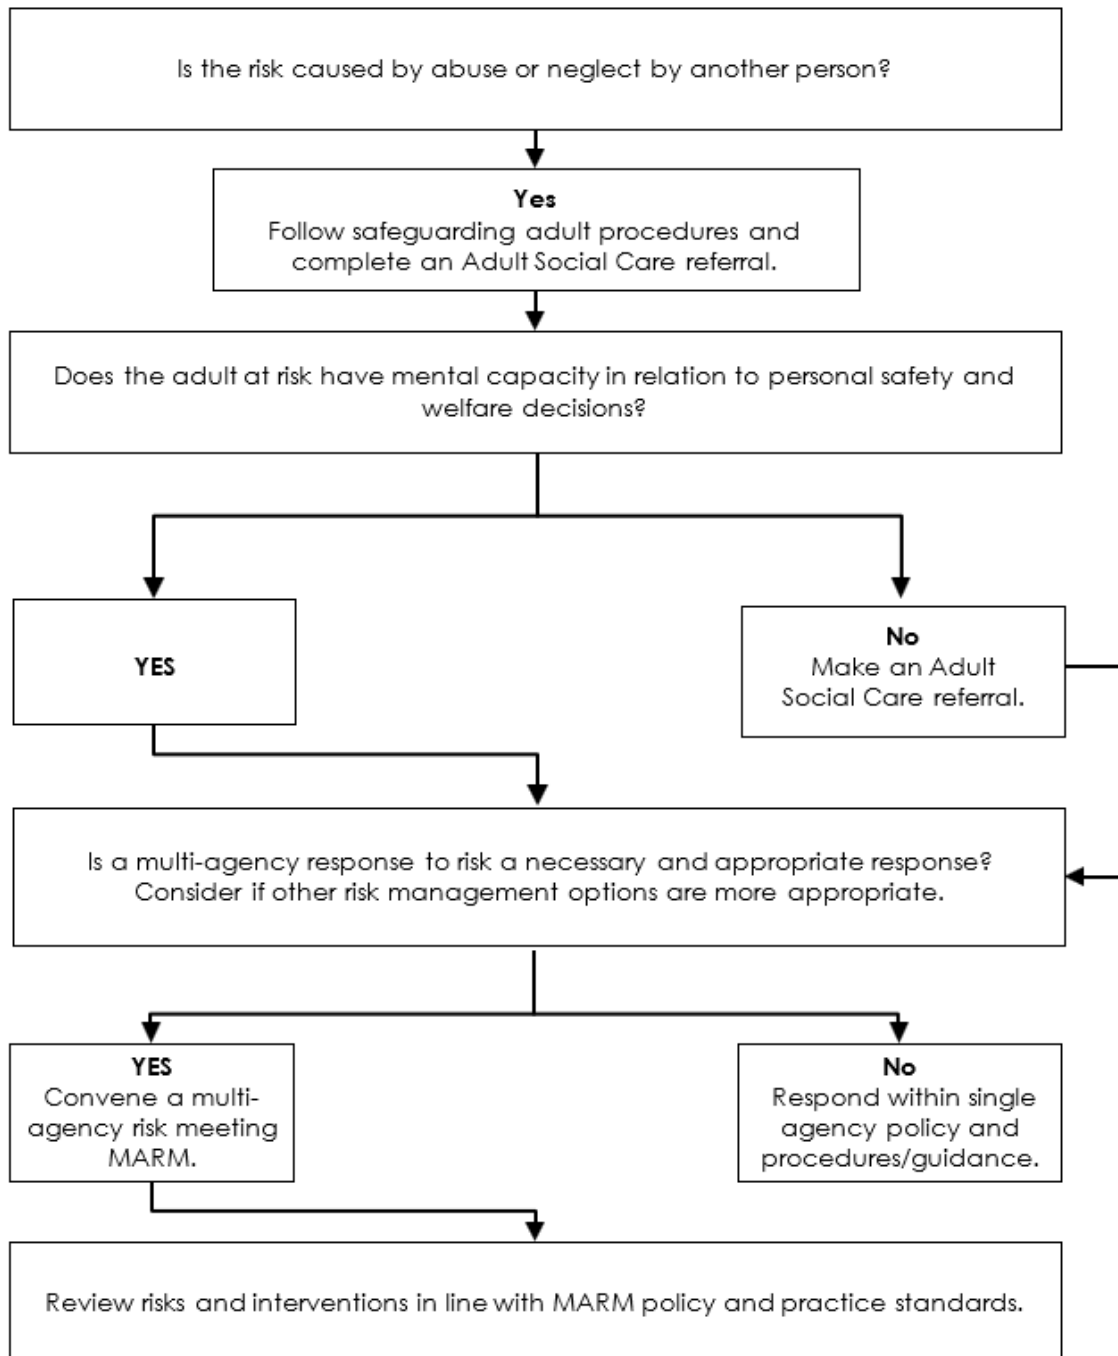 Is the risk caused by abuse or neglect by another person?
Yes
Follow safeguarding adult procedures and
complete an Adult Social Care referral.
Does the adult at risk have mental capacity in relation to personal safety and
welfare decisions?
YES
No
Make an Adult
Social Care referral.
Is a multi-agency response to risk a necessary and appropriate response?
Consider if other risk management options are more appropriate.
YES
Convene a multi-
agency risk meeting
MARM.
No
Respond within single
agency policy and
procedures/guidance.
Review risks and interventions in line with MARM policy and practice standards.